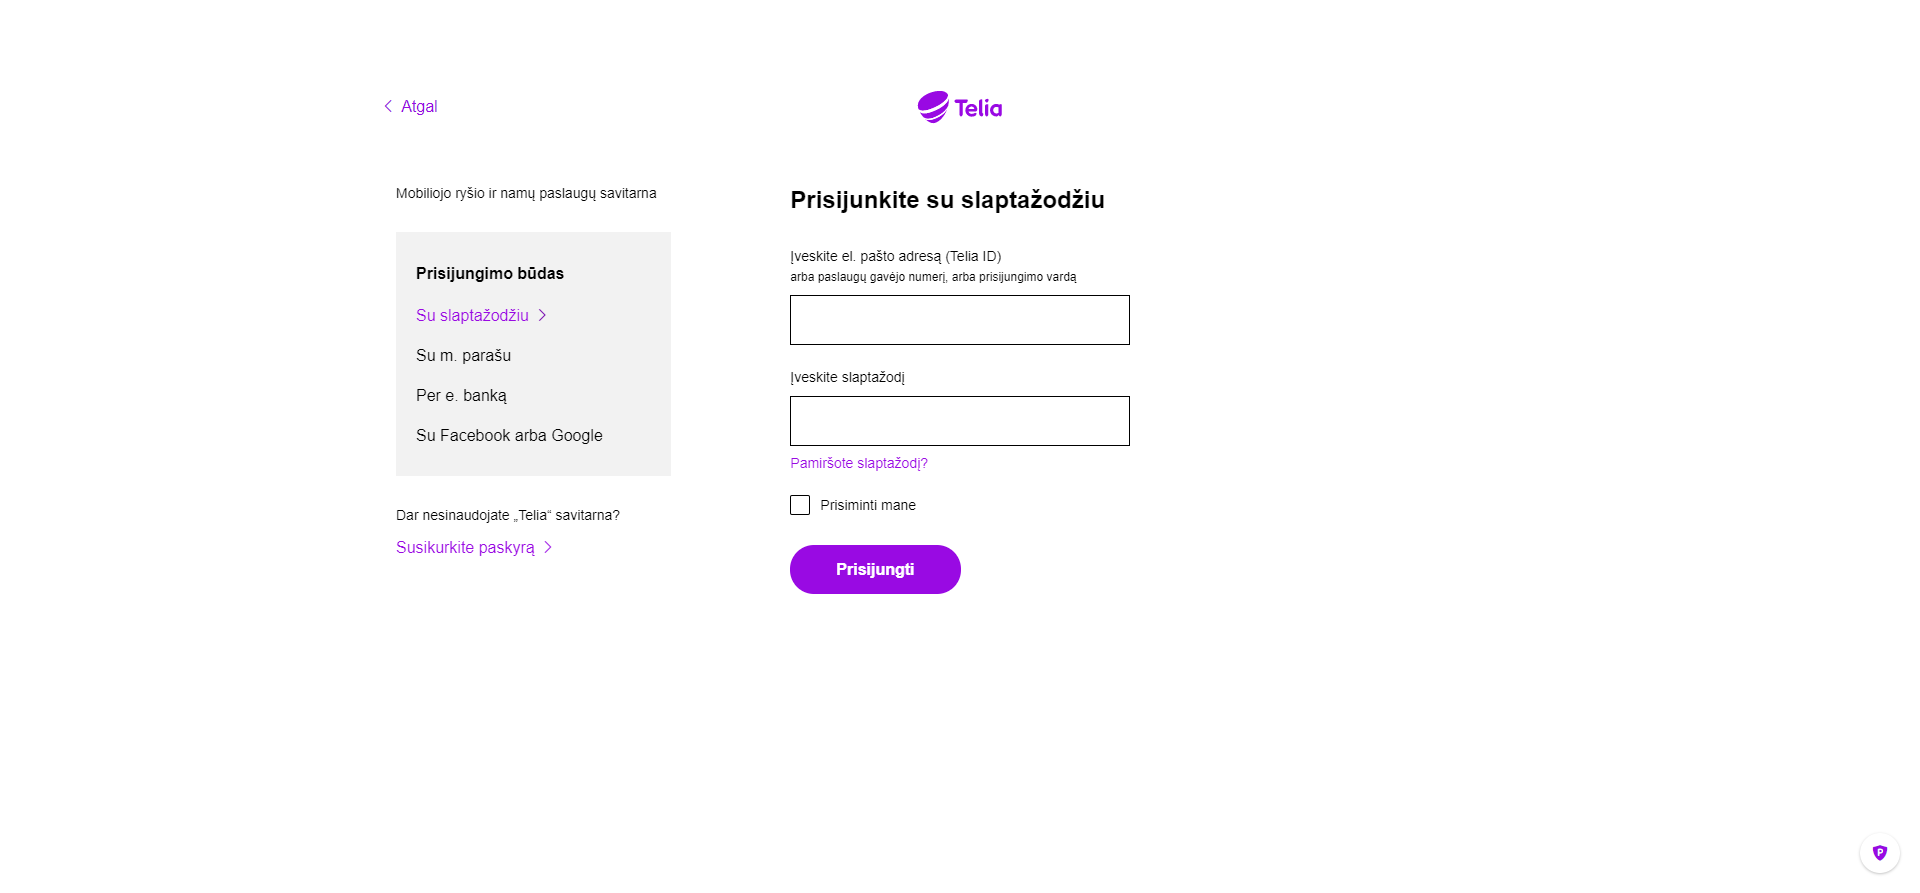 Atgal
Telia
Mobiliojo ryšio ir namų paslaugų savitarna
Prisijungimo būdas
Su slaptažodžiu
Su m. parašu
Per e. banką
Su Facebook arba Google
Dar nesinaudojate „Telia“ savitarna?
Susikurkite paskyrą
Prisijunkite su slaptažodžiu
Įveskite el. pašto adresą (Telia ID)
arba paslaugų gavėjo numerį, arba prisijungimo vardą
Įveskite slaptažodį
Pamiršote slaptažodį?
Prisiminti mane
Prisijungti
P